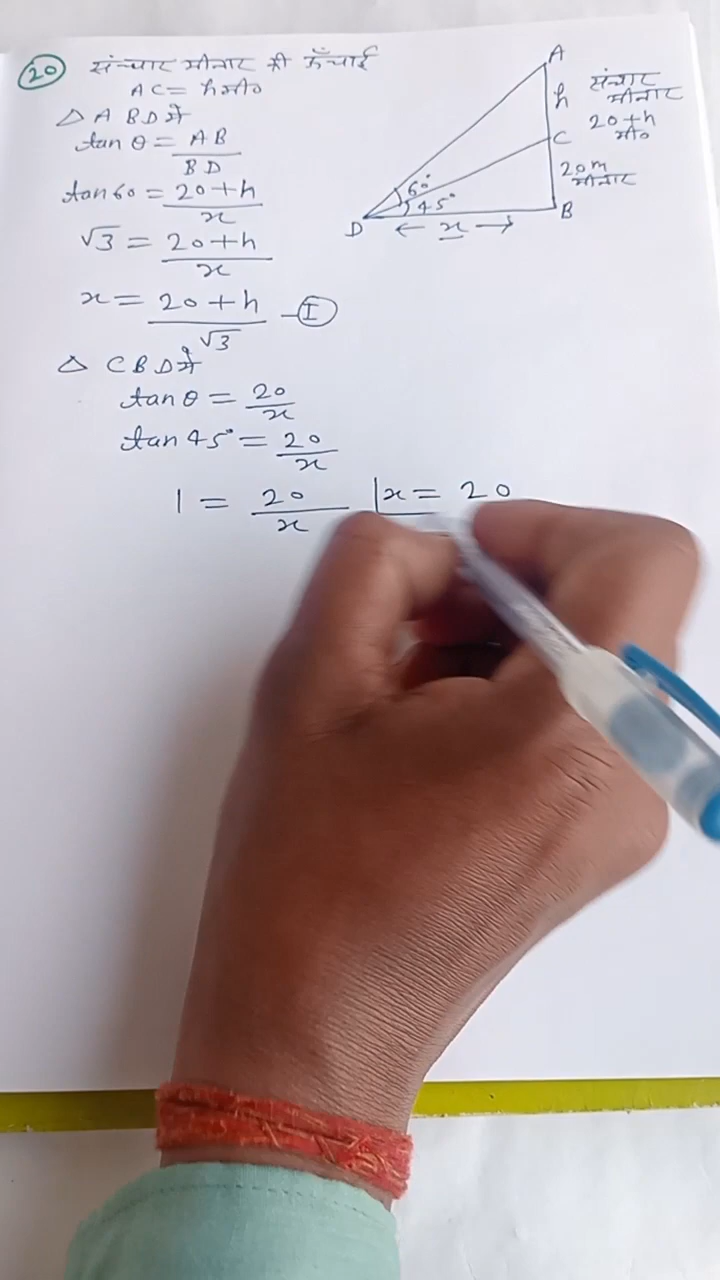 20 संचार मीनार की ऊँचाई
AC = h मी०
△ ABD में
tan θ = AB / BD
tan 60 = 20+h / x
√3 = 20+h / x
x = 20+h / √3 — I
△ CBD में
tan θ = 20 / x
tan 45° = 20 / x
1 = 20 / x | x = 20
A
h
संचार
मीनार
20+h
मी०
C
20m
मीनार
60°
45°
D
← x →
B